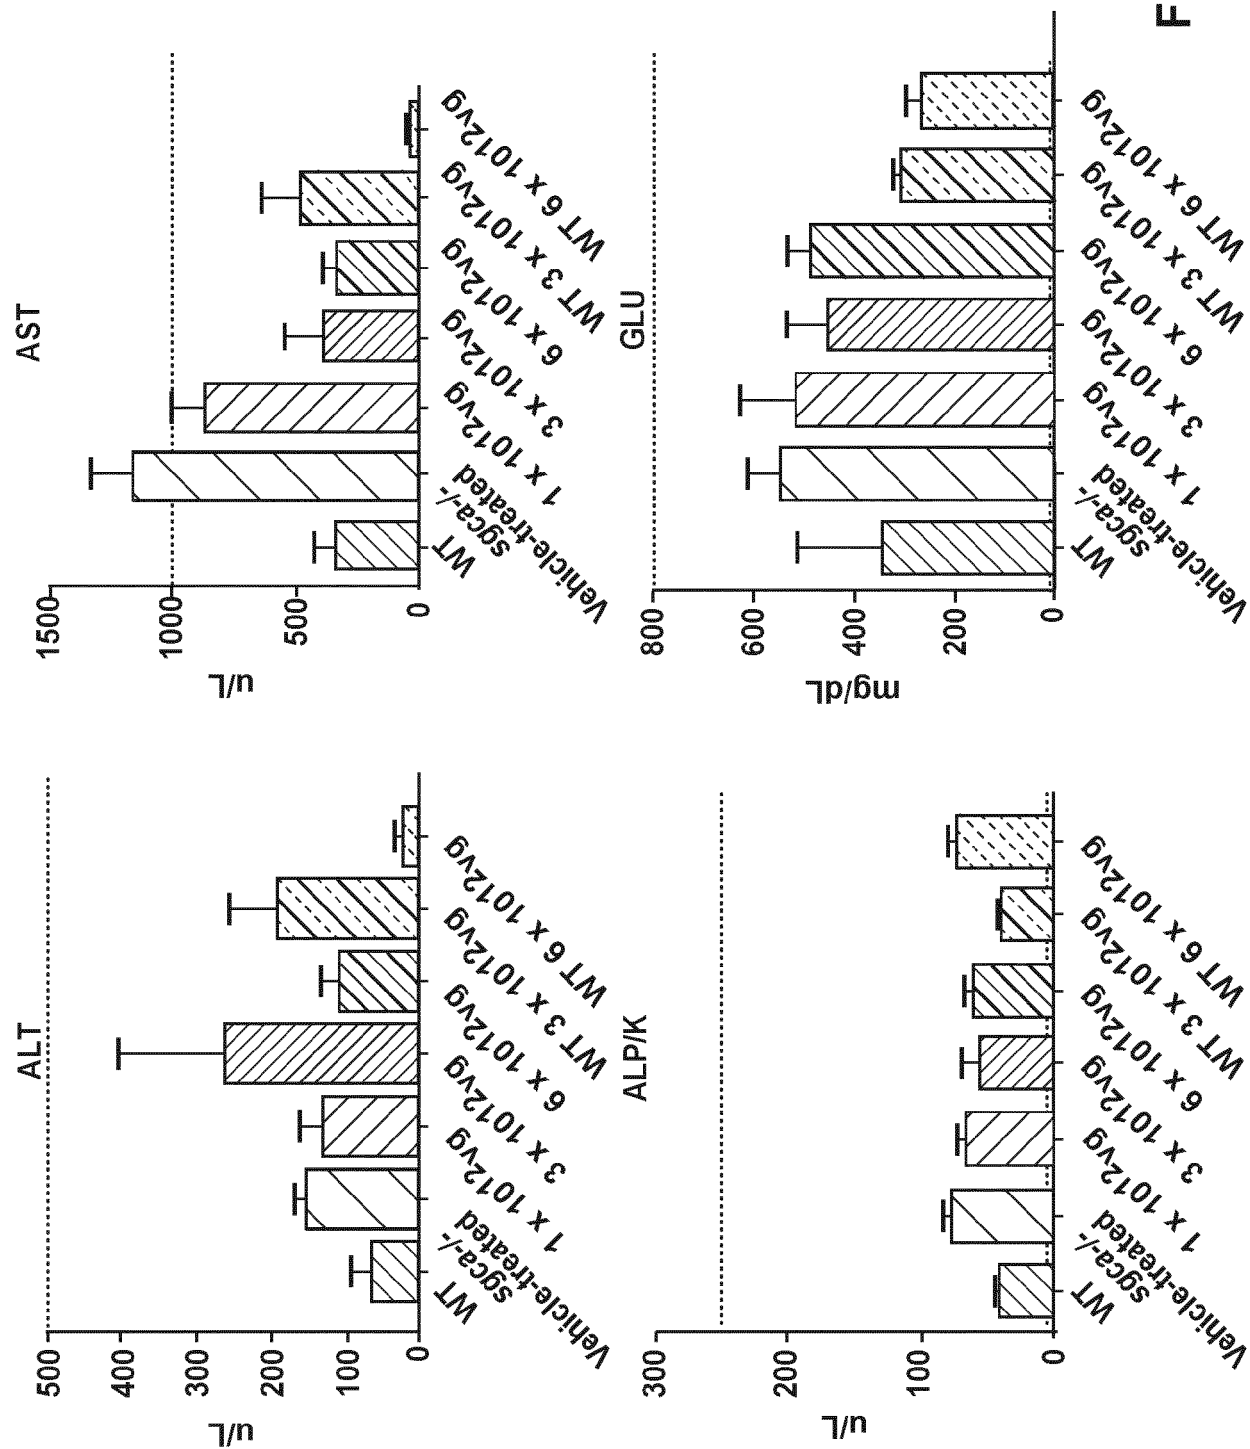 ALT
u/L
500
400
300
200
100
0
WT
sgca-/-
Vehicle-treated
1 x 1012vg
3 x 1012vg
6 x 1012vg
WT 3 x 1012vg
WT 6 x 1012vg
AST
u/L
1500
1000
500
0
WT
sgca-/-
Vehicle-treated
1 x 1012vg
3 x 1012vg
6 x 1012vg
WT 3 x 1012vg
WT 6 x 1012vg
ALP/K
u/L
300
200
100
0
WT
sgca-/-
Vehicle-treated
1 x 1012vg
3 x 1012vg
6 x 1012vg
WT 3 x 1012vg
WT 6 x 1012vg
GLU
mg/dL
800
600
400
200
0
WT
sgca-/-
Vehicle-treated
1 x 1012vg
3 x 1012vg
6 x 1012vg
WT 3 x 1012vg
WT 6 x 1012vg
F